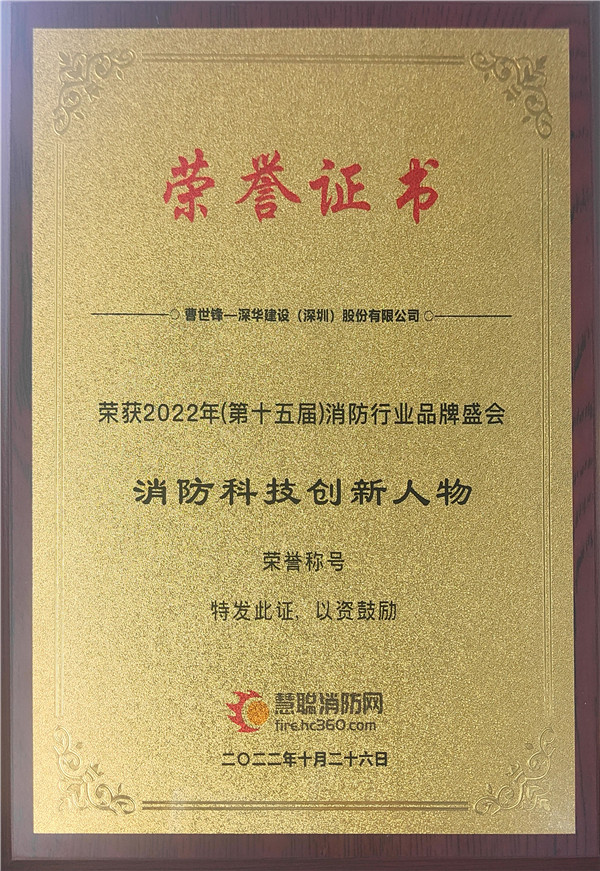 荣誉证书
曹世锋—深华建设（深圳）股份有限公司
荣获2022年(第十五届)消防行业品牌盛会
消防科技创新人物
荣誉称号
特发此证，以资鼓励
慧聪消防网
fire.hc360.com
二〇二二年十月二十六日